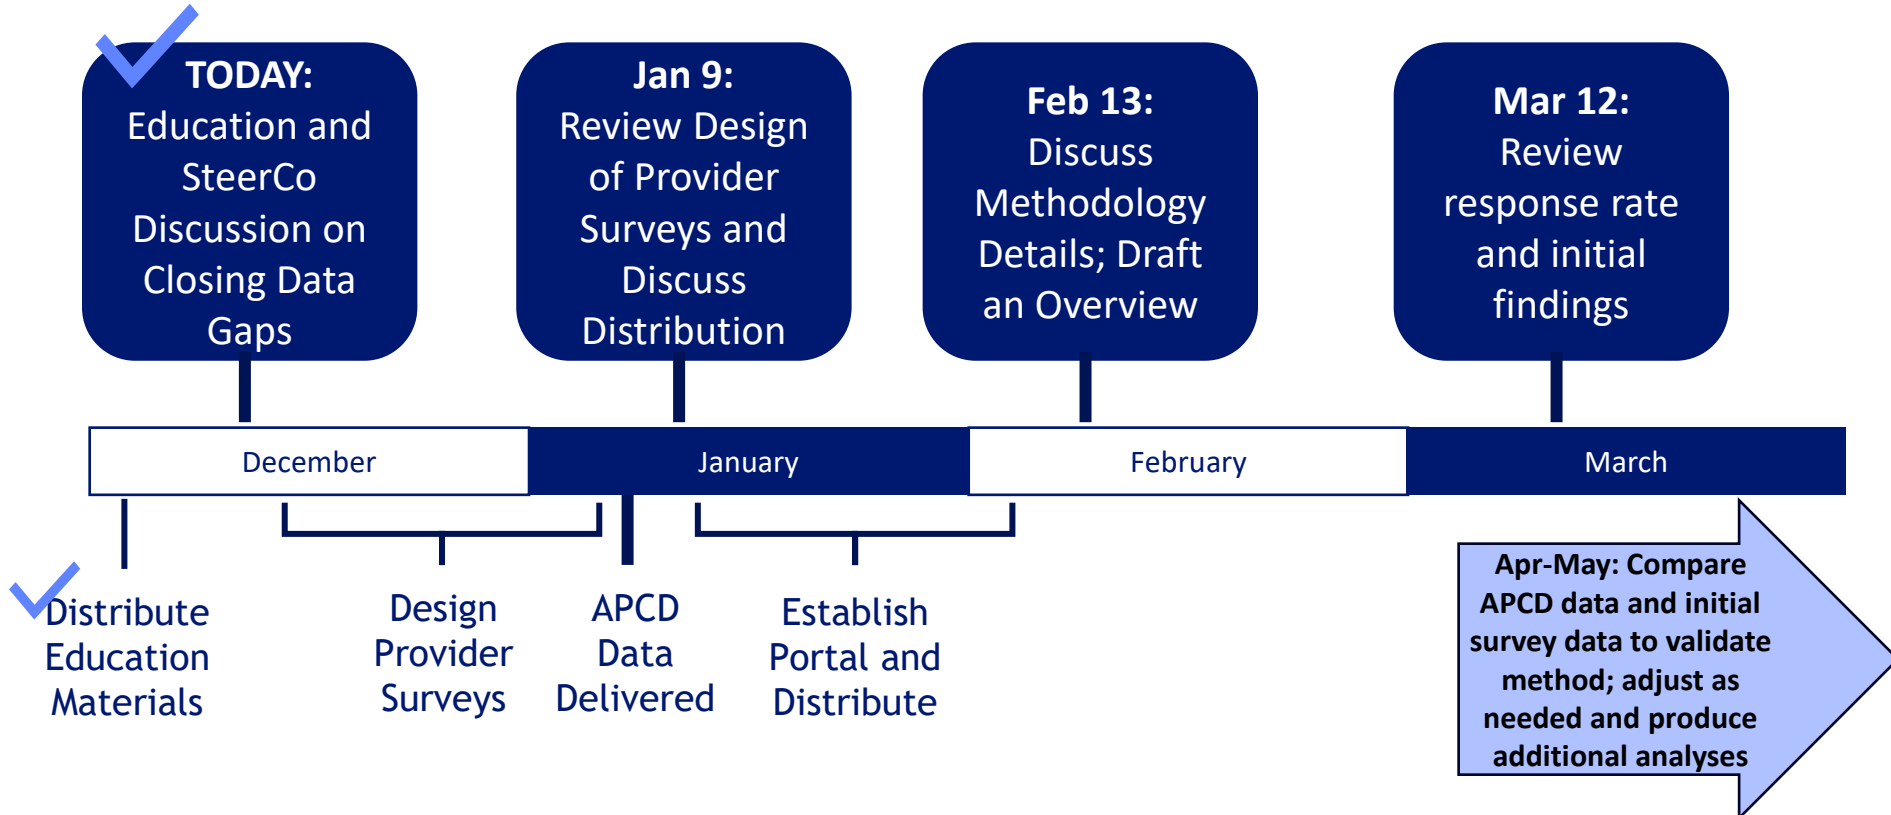 TODAY:
Education and
SteerCo
Discussion on
Closing Data
Gaps
Jan 9:
Review Design
of Provider
Surveys and
Discuss
Distribution
Feb 13:
Discuss
Methodology
Details; Draft
an Overview
Mar 12:
Review
response rate
and initial
findings
December
January
February
March
Distribute
Education
Materials
Design
Provider
Surveys
APCD
Data
Delivered
Establish
Portal and
Distribute
Apr-May: Compare
APCD data and initial
survey data to validate
method; adjust as
needed and produce
additional analyses